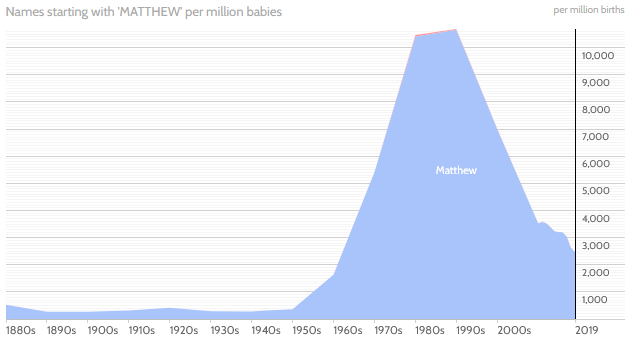 Names starting with 'MATTHEW' per million babies
per million births
10,000
9,000
8,000
7,000
6,000
Matthew
5,000
4,000
3,000
2,000
1,000
1880s 1890s 1900s 1910s 1920s 1930s 1940s 1950s 1960s 1970s 1980s 1990s 2000s 2019